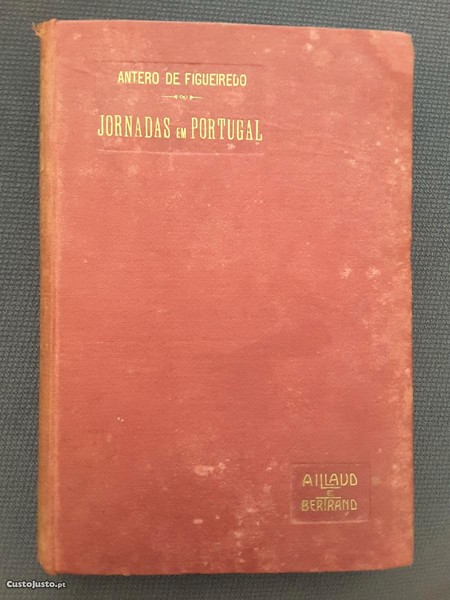 ANTERO DE FIGUEIREDO
JORNADAS EM PORTUGAL
AILLAUD
E
BERTRAND
CustoJusto.pt